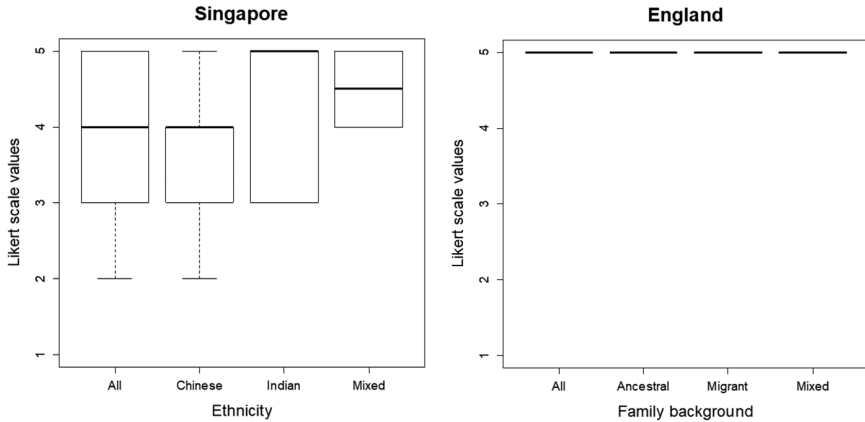 Singapore
Likert scale values
5
4
3
2
1
All Chinese Indian Mixed
Ethnicity
England
Likert scale values
5
4
3
2
1
All Ancestral Migrant Mixed
Family background